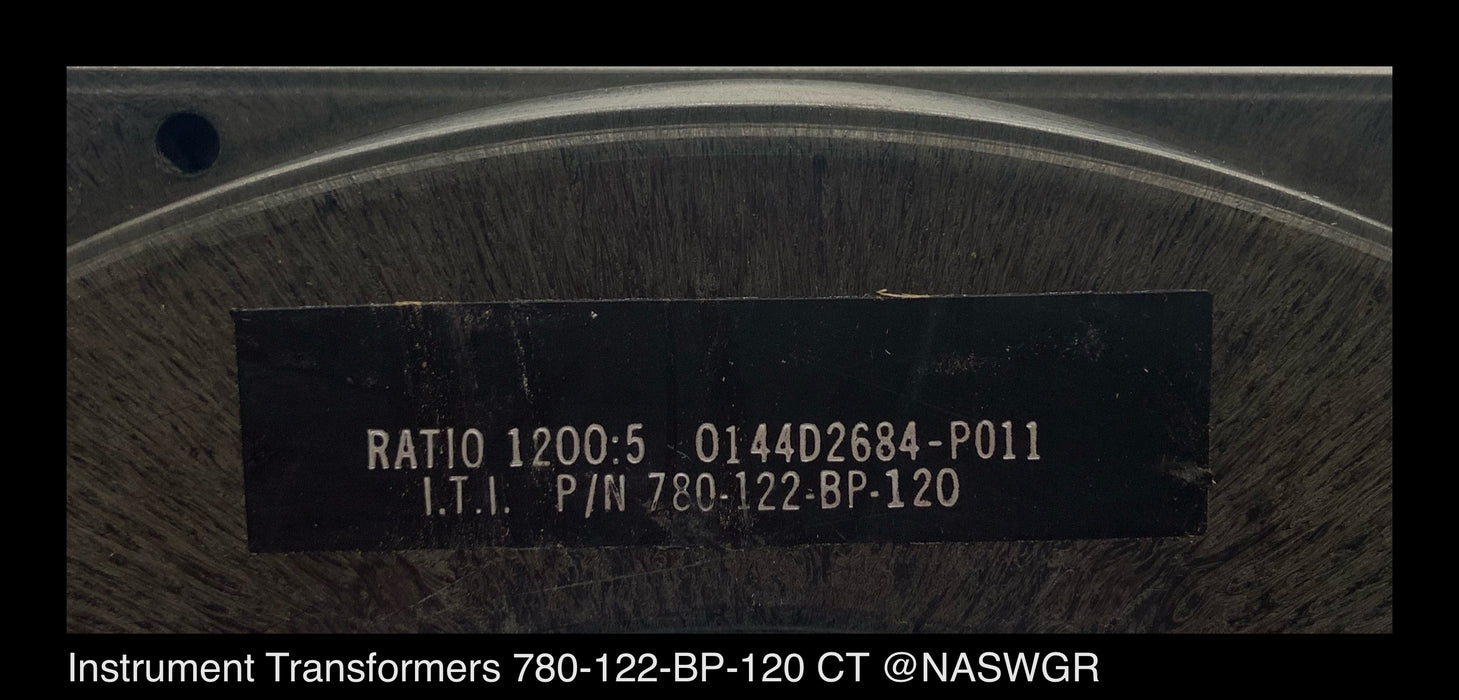 RATIO 1200:5 0144D2684-P011
I.T.I. P/N 780-122-BP-120
Instrument Transformers 780-122-BP-120 CT @NASWGR